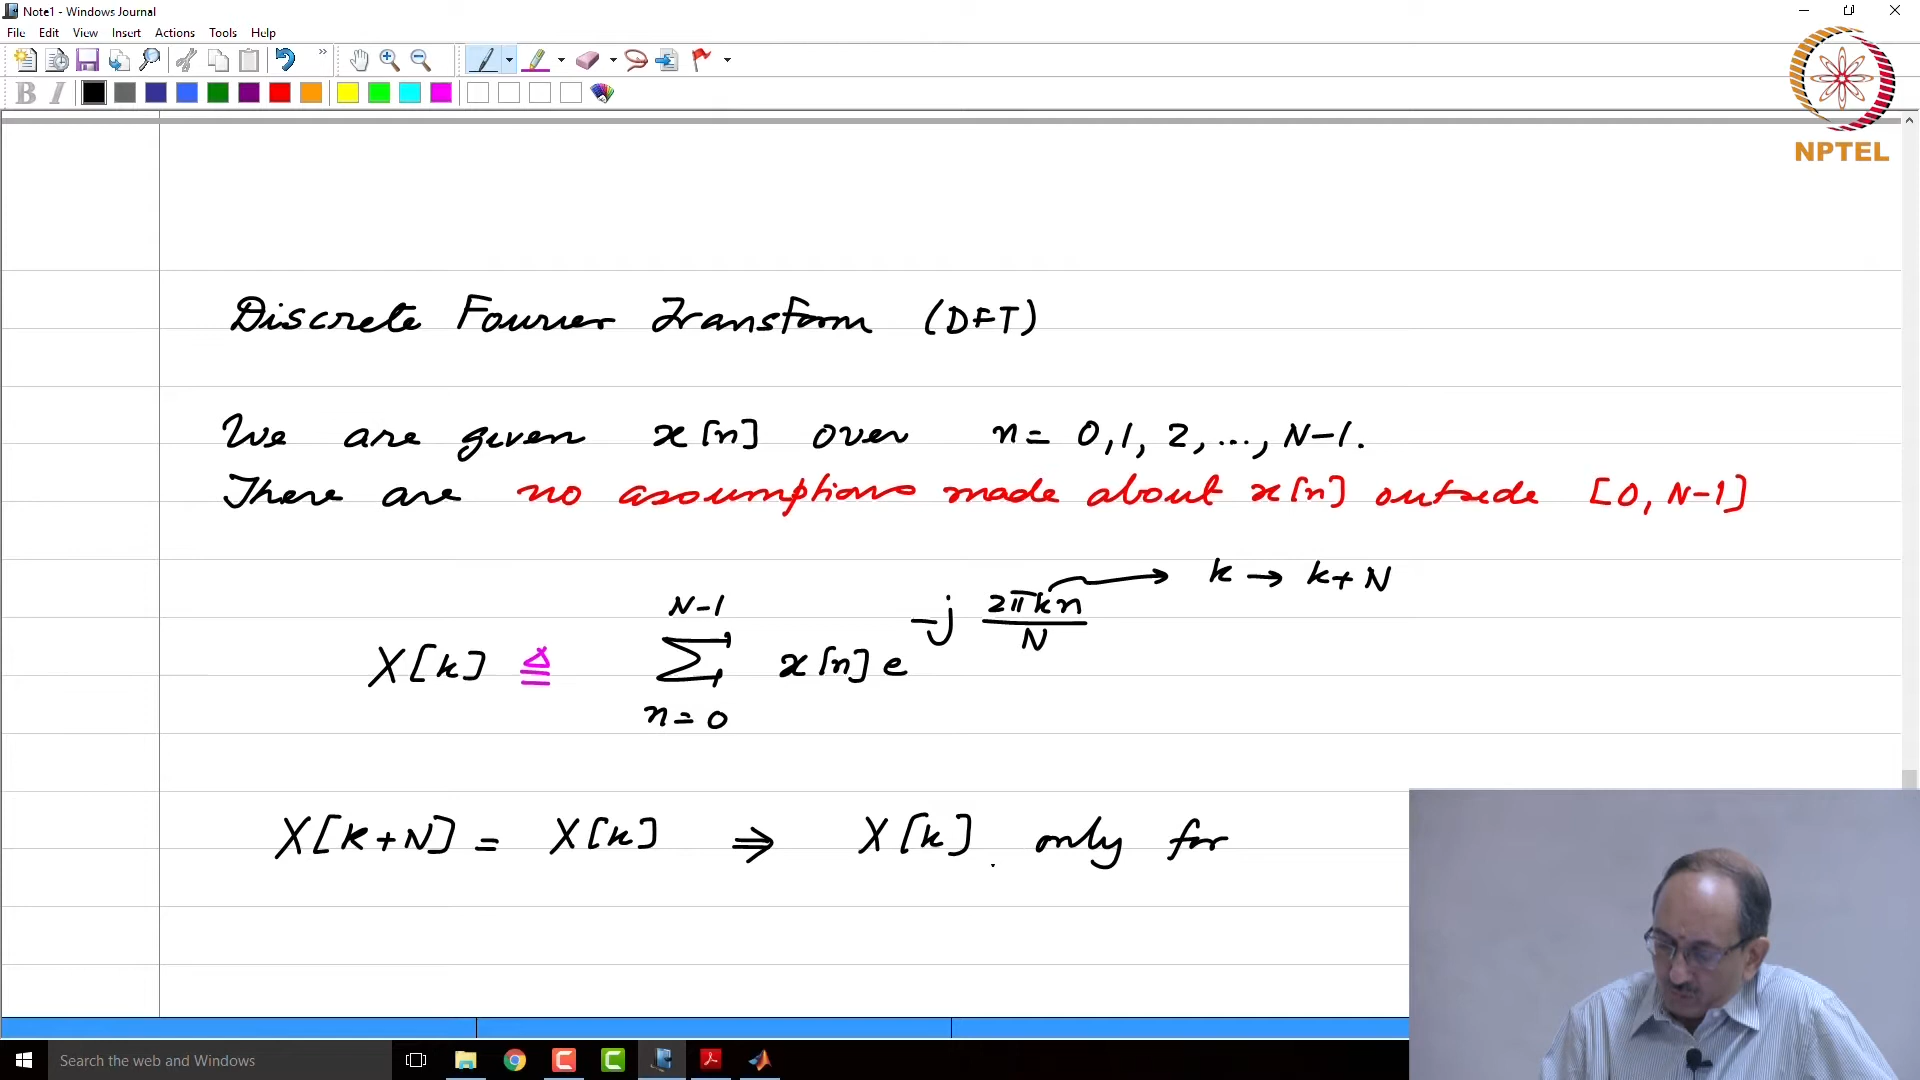 Note1 - Windows Journal
File Edit View Insert Actions Tools Help
B I
NPTEL
Discrete Fourier Transform (DFT)
We are given x[n] over n = 0,1, 2, ..., N-1.
There are no assumptions made about x[n] outside [0, N-1]
k → k+N
X[k] ≜ N-1 ∑ n=0 x[n] e -j 2πkn/N
X[k+N] = X[k] ⇒ X[k] only for
Search the web and Windows